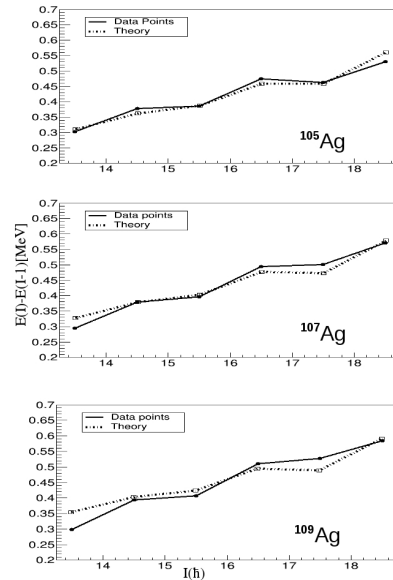 0.7
Data Points
Theory
0.65
0.6
0.55
0.5
0.45
0.4
0.35
0.3
0.25
0.2
14 15 16 17 18
¹⁰⁵Ag
0.7
Data points
Theory
0.65
0.6
0.55
0.5
0.45
0.4
0.35
0.3
0.25
0.2
14 15 16 17 18
¹⁰⁷Ag
E(I)-E(I-1)[MeV]
0.7
Data points
Theory
0.65
0.6
0.55
0.5
0.45
0.4
0.35
0.3
0.25
0.2
14 15 16 17 18
¹⁰⁹Ag
I(ħ)